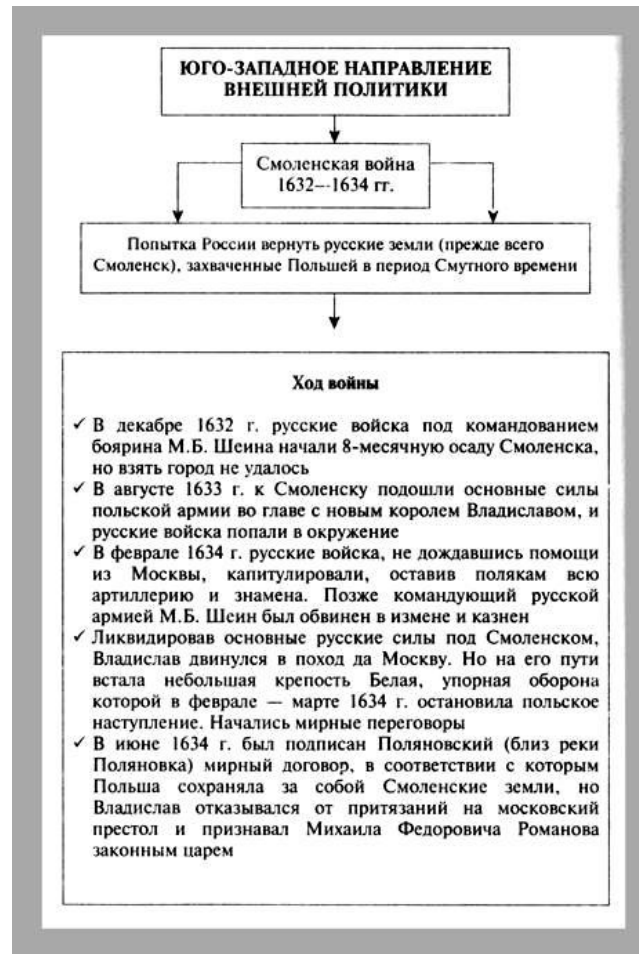 ЮГО-ЗАПАДНОЕ НАПРАВЛЕНИЕ
ВНЕШНЕЙ ПОЛИТИКИ
Смоленская война
1632–1634 гг.
Попытка России вернуть русские земли (прежде всего
Смоленск), захваченные Польшей в период Смутного времени
Ход войны
✓ В декабре 1632 г. русские войска под командованием
боярина М.Б. Шеина начали 8-месячную осаду Смоленска,
но взять город не удалось
✓ В августе 1633 г. к Смоленску подошли основные силы
польской армии во главе с новым королем Владиславом, и
русские войска попали в окружение
✓ В феврале 1634 г. русские войска, не дождавшись помощи
из Москвы, капитулировали, оставив полякам всю
артиллерию и знамена. Позже командующий русской
армией М.Б. Шеин был обвинен в измене и казнен
✓ Ликвидировав основные русские силы под Смоленском,
Владислав двинулся в поход да Москву. Но на его пути
встала небольшая крепость Белая, упорная оборона
которой в феврале — марте 1634 г. остановила польское
наступление. Начались мирные переговоры
✓ В июне 1634 г. был подписан Поляновский (близ реки
Поляновка) мирный договор, в соответствии с которым
Польша сохраняла за собой Смоленские земли, но
Владислав отказывался от притязаний на московский
престол и признавал Михаила Федоровича Романова
законным царем